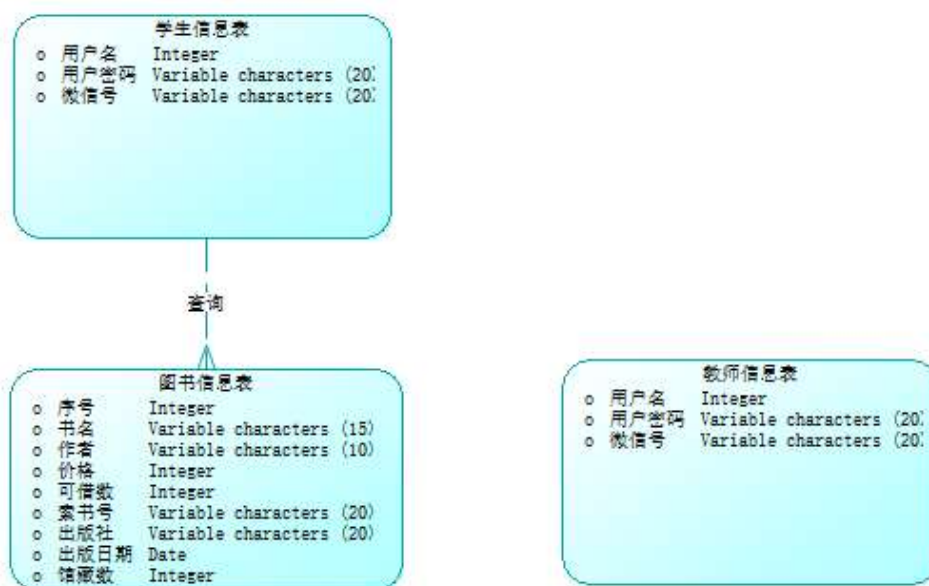 学生信息表
o 用户名 Integer
o 用户密码 Variable characters (20)
o 微信号 Variable characters (20)
查询
图书信息表
o 序号 Integer
o 书名 Variable characters (15)
o 作者 Variable characters (10)
o 价格 Integer
o 可借数 Integer
o 索书号 Variable characters (20)
o 出版社 Variable characters (20)
o 出版日期 Date
o 馆藏数 Integer
教师信息表
o 用户名 Integer
o 用户密码 Variable characters (20)
o 微信号 Variable characters (20)